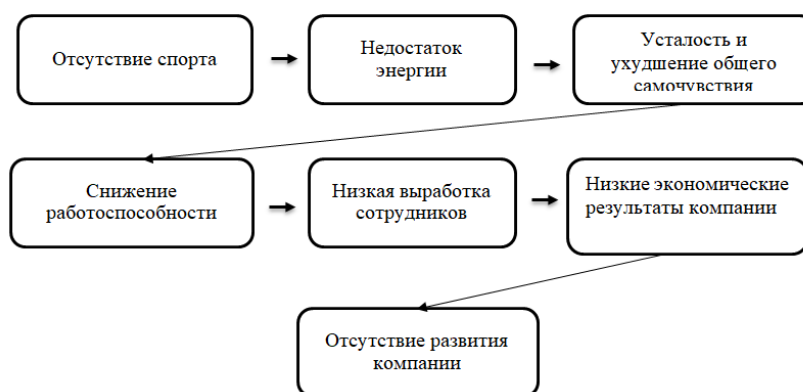 Отсутствие спорта
Недостаток
энергии
Усталость и
ухудшение общего
самочувствия
Снижение
работоспособности
Низкая выработка
сотрудников
Низкие экономические
результаты компании
Отсутствие развития
компании